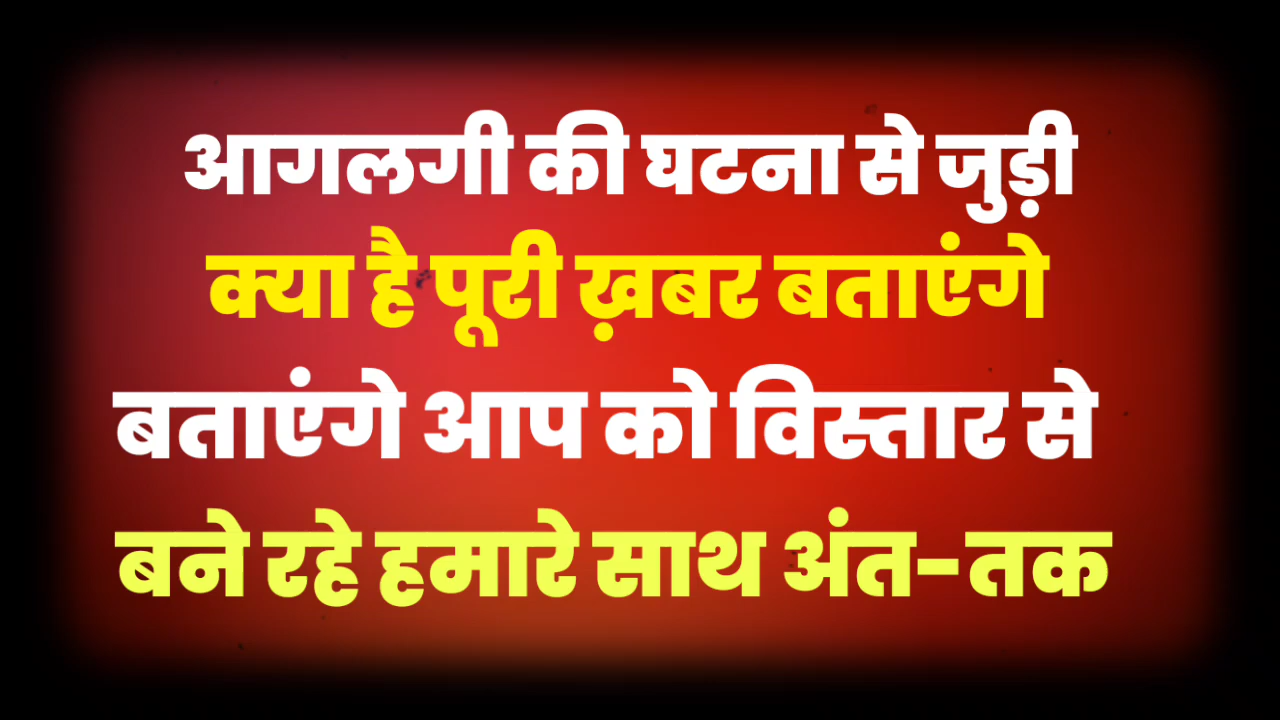 आगलगी की घटना से जुड़ी
क्या है पूरी ख़बर बताएंगे
बताएंगे आप को विस्तार से
बने रहे हमारे साथ अंत-तक